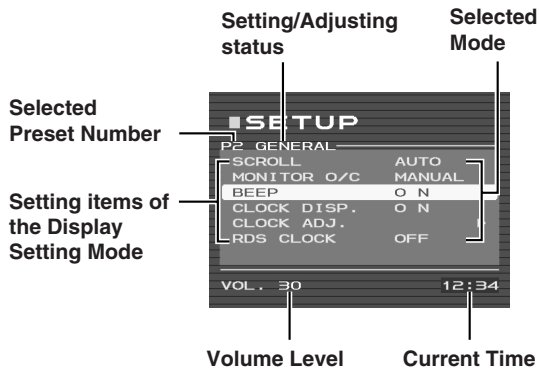 Setting/Adjusting
status
Selected
Mode
Selected
Preset Number
Setting items of
the Display
Setting Mode
■SETUP
P2 GENERAL
SCROLL AUTO
MONITOR O/C MANUAL
BEEP O N
CLOCK DISP. O N
CLOCK ADJ.
RDS CLOCK OFF
VOL. 30 12:34
Volume Level Current Time